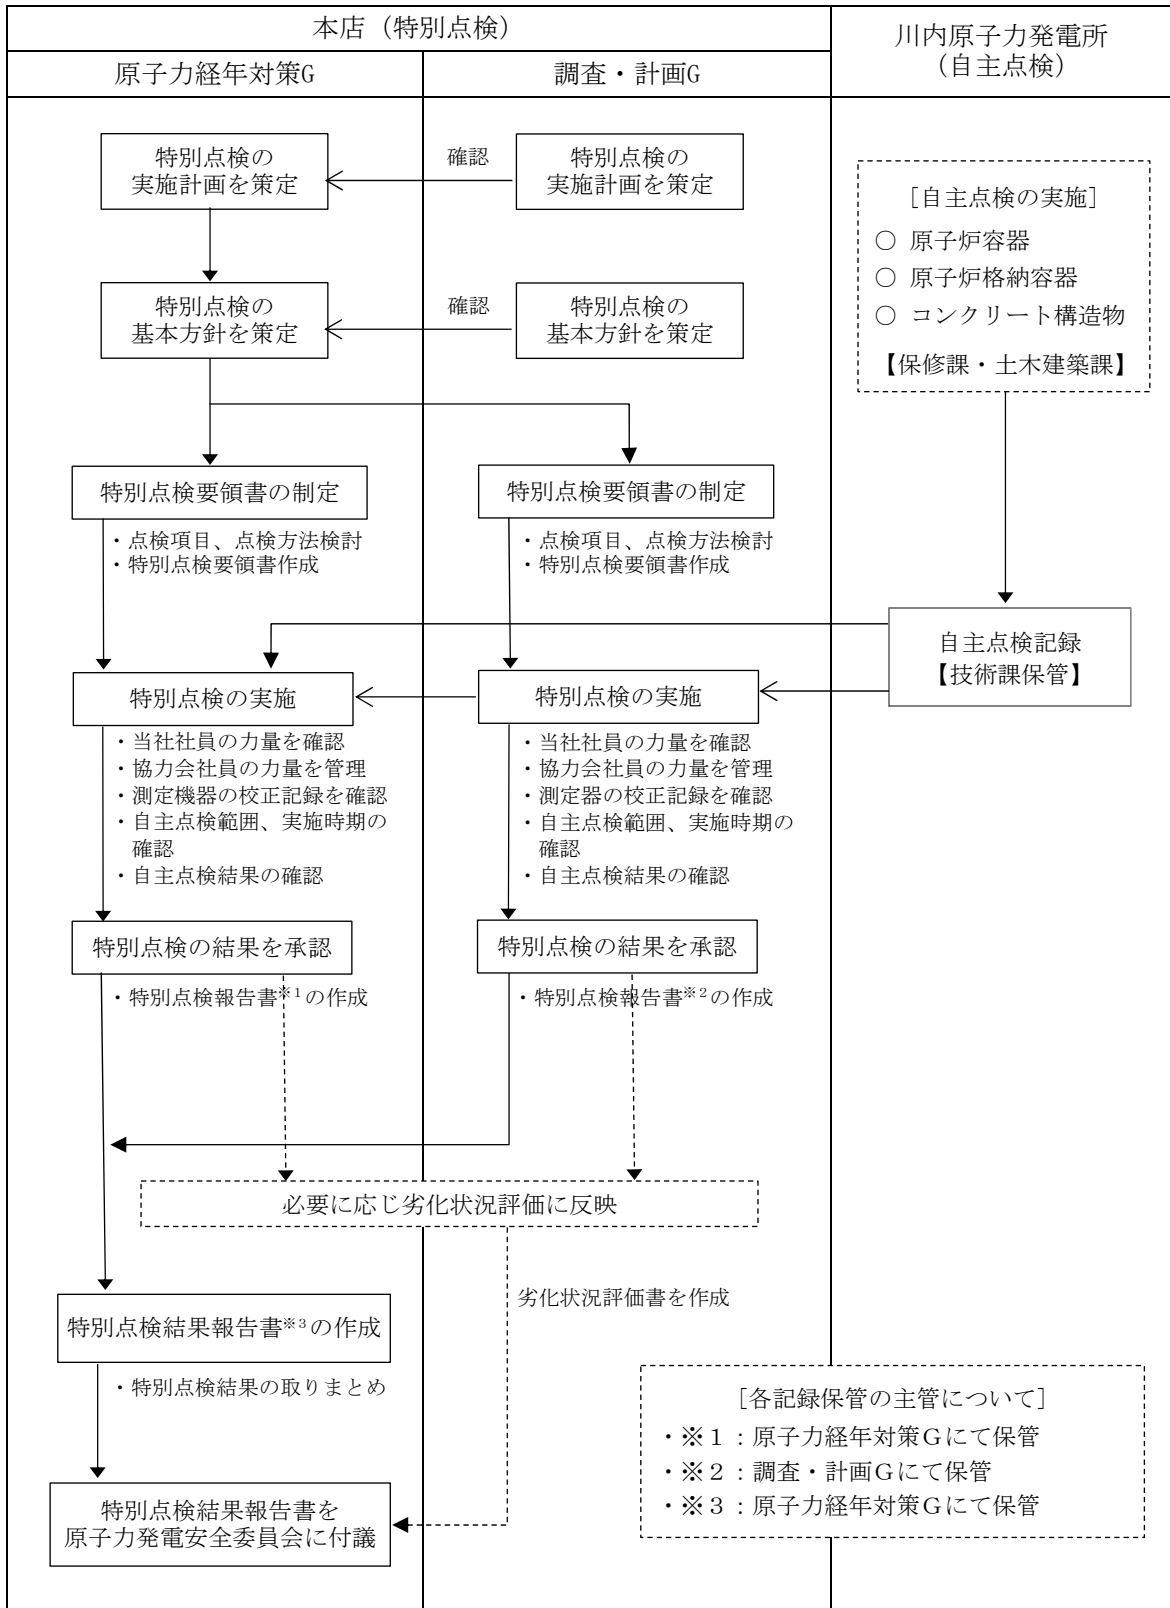 本店（特別点検）
川内原子力発電所
（自主点検）
原子力経年対策G
調査・計画G
特別点検の
実施計画を策定
確認
特別点検の
実施計画を策定
[自主点検の実施]
○ 原子炉容器
○ 原子炉格納容器
○ コンクリート構造物
【保修課・土木建築課】
特別点検の
基本方針を策定
確認
特別点検の
基本方針を策定
特別点検要領書の制定
・点検項目、点検方法検討
・特別点検要領書作成
特別点検要領書の制定
・点検項目、点検方法検討
・特別点検要領書作成
自主点検記録
【技術課保管】
特別点検の実施
・当社社員の力量を確認
・協力会社員の力量を管理
・測定機器の校正記録を確認
・自主点検範囲、実施時期の
確認
・自主点検結果の確認
特別点検の実施
・当社社員の力量を確認
・協力会社員の力量を管理
・測定器の校正記録を確認
・自主点検範囲、実施時期の
確認
・自主点検結果の確認
特別点検の結果を承認
・特別点検報告書※1の作成
特別点検の結果を承認
・特別点検報告書※2の作成
必要に応じ劣化状況評価に反映
劣化状況評価書を作成
特別点検結果報告書※3の作成
・特別点検結果の取りまとめ
特別点検結果報告書を
原子力発電安全委員会に付議
[各記録保管の主管について]
・※１：原子力経年対策Ｇにて保管
・※２：調査・計画Ｇにて保管
・※３：原子力経年対策Ｇにて保管